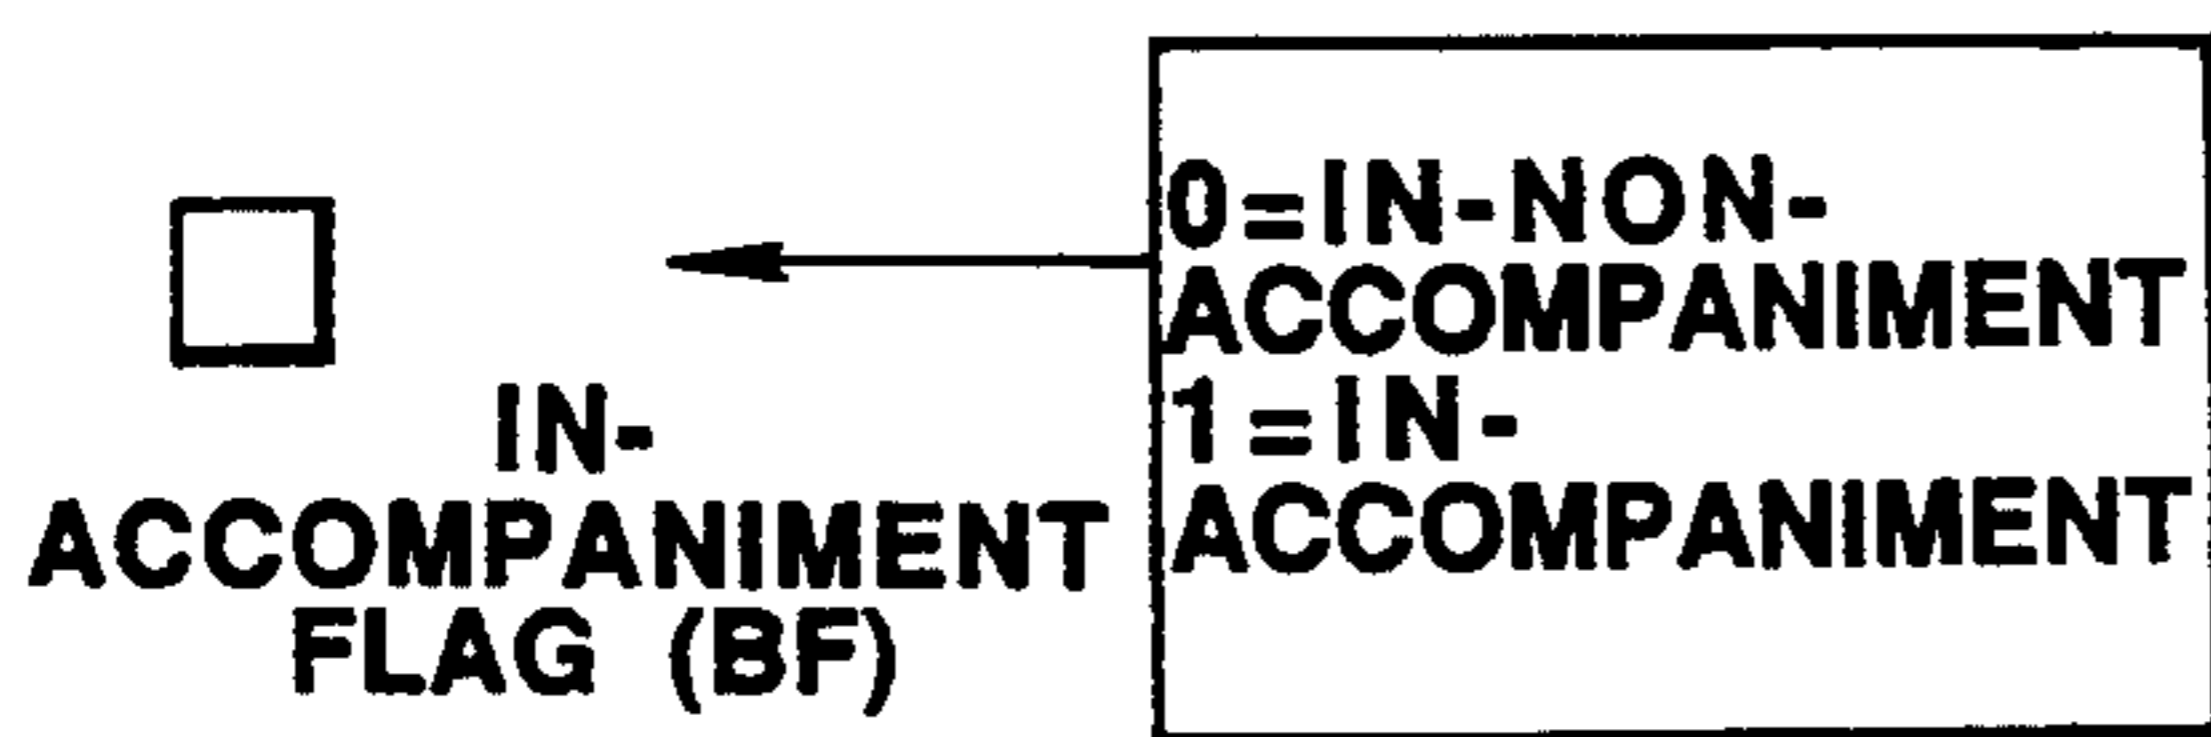 IN-
ACCOMPANIMENT
FLAG (BF)
0=IN-NON-
ACCOMPANIMENT
1=IN-
ACCOMPANIMENT